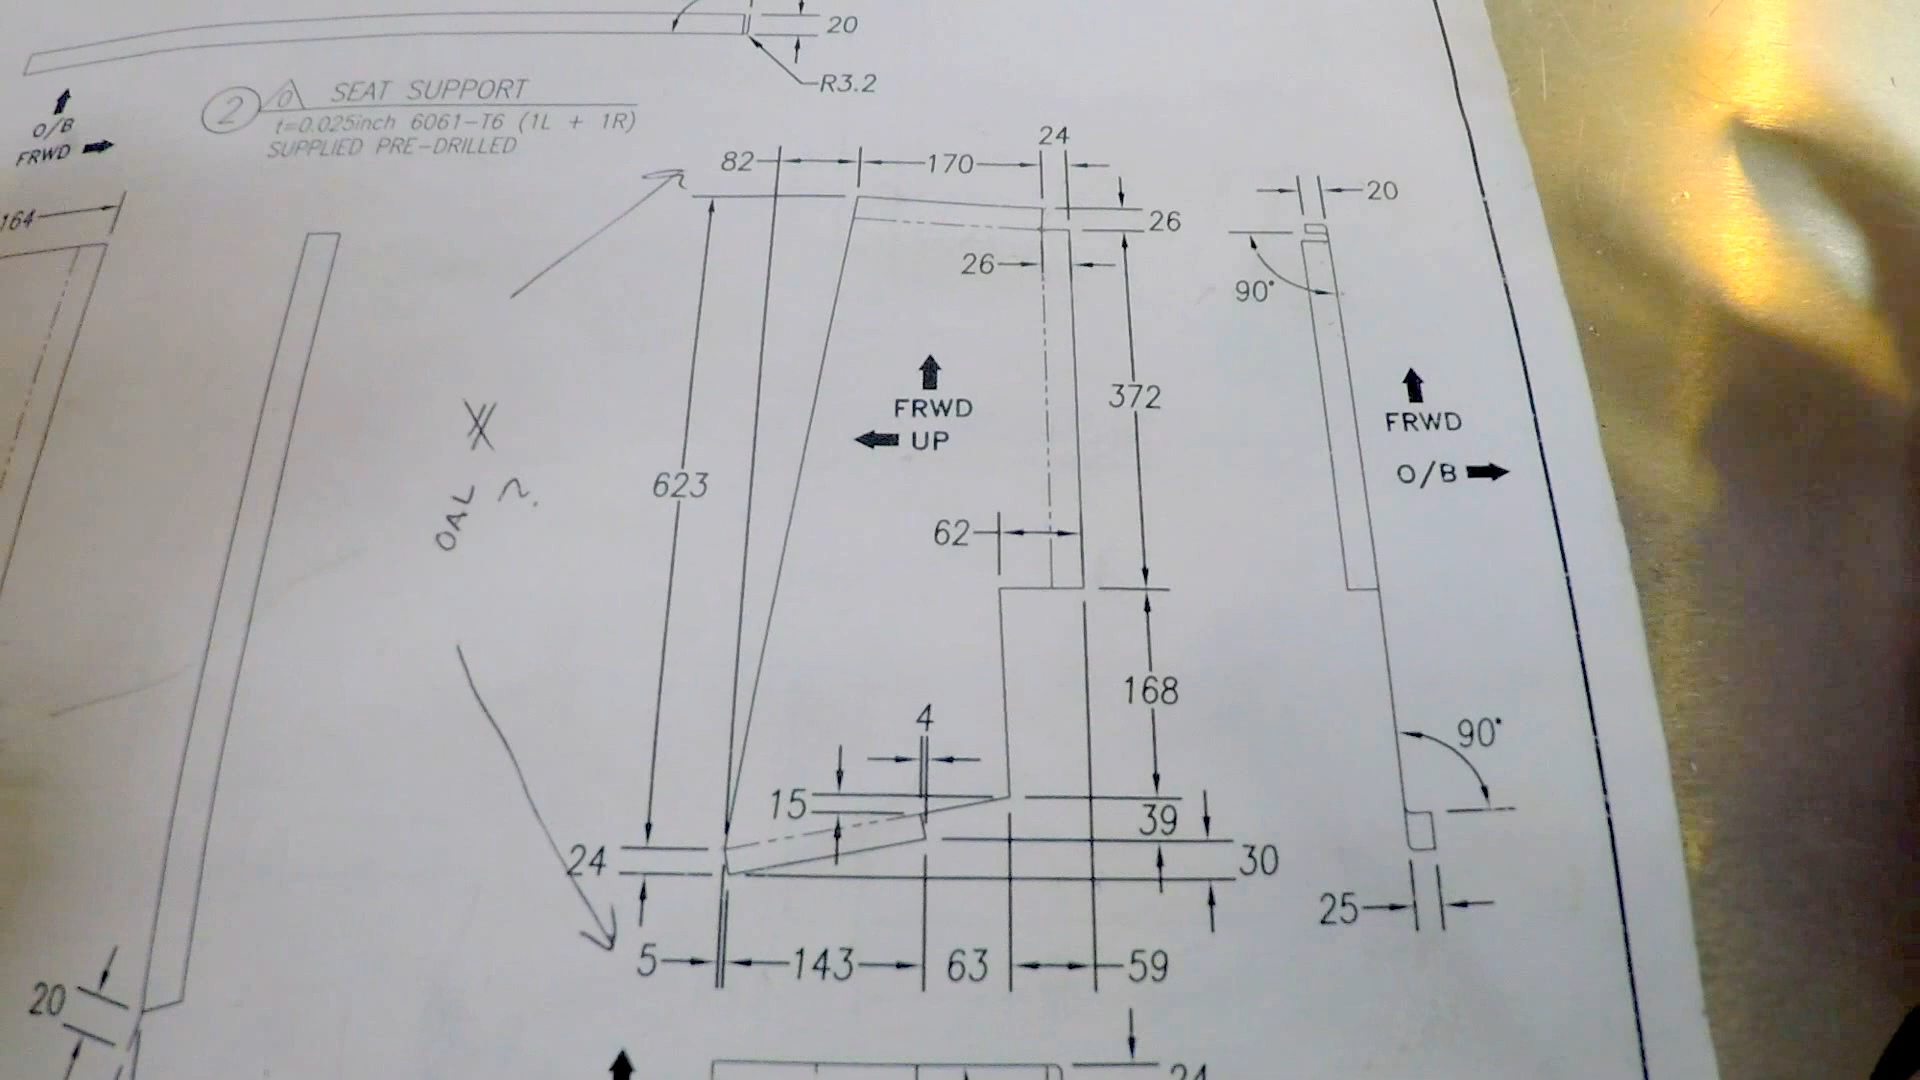 20
R3.2
2 0 SEAT SUPPORT
t=0.025inch 6061-T6 (1L + 1R)
SUPPLIED PRE-DRILLED
O/B
FRWD
164
24
82 170
20
26
26
90°
372
FRWD
UP
FRWD
O/B
623
OAL
?
62
168
4
90°
15
39
24
30
25
5 143 63 59
20
24